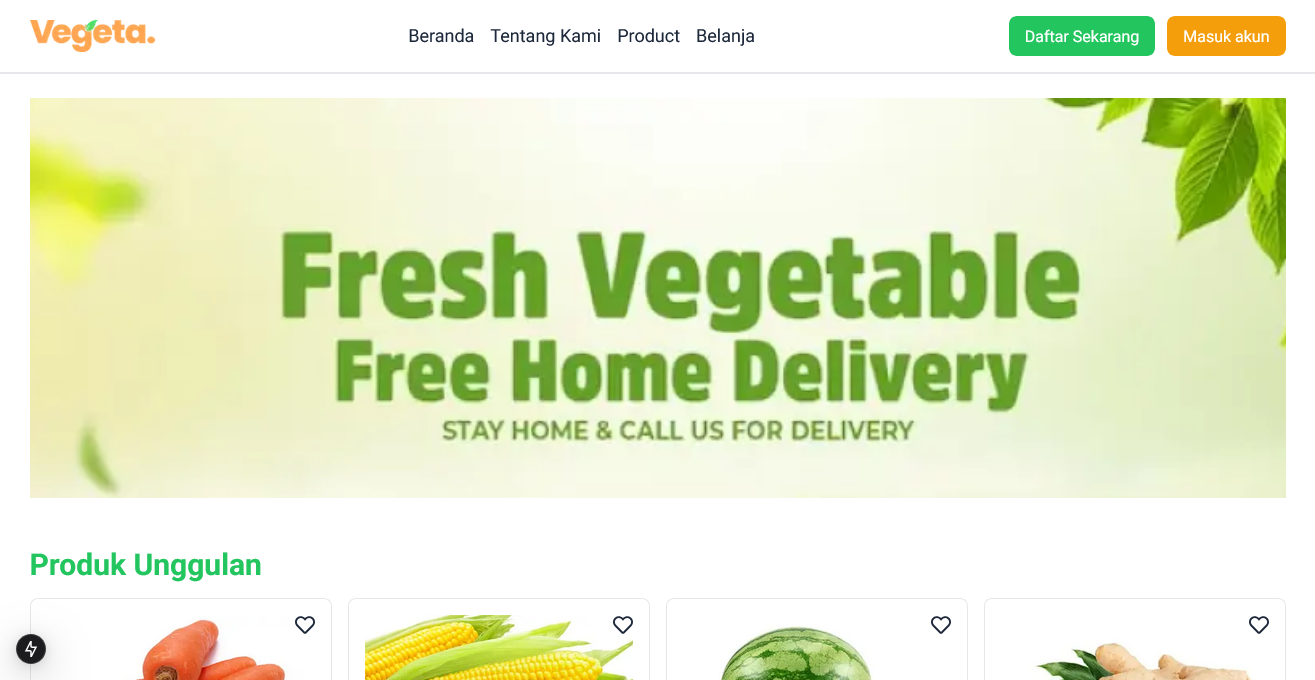 Vegeta.
Beranda Tentang Kami Product Belanja
Daftar Sekarang Masuk akun
Fresh Vegetable
Free Home Delivery
STAY HOME & CALL US FOR DELIVERY
Produk Unggulan